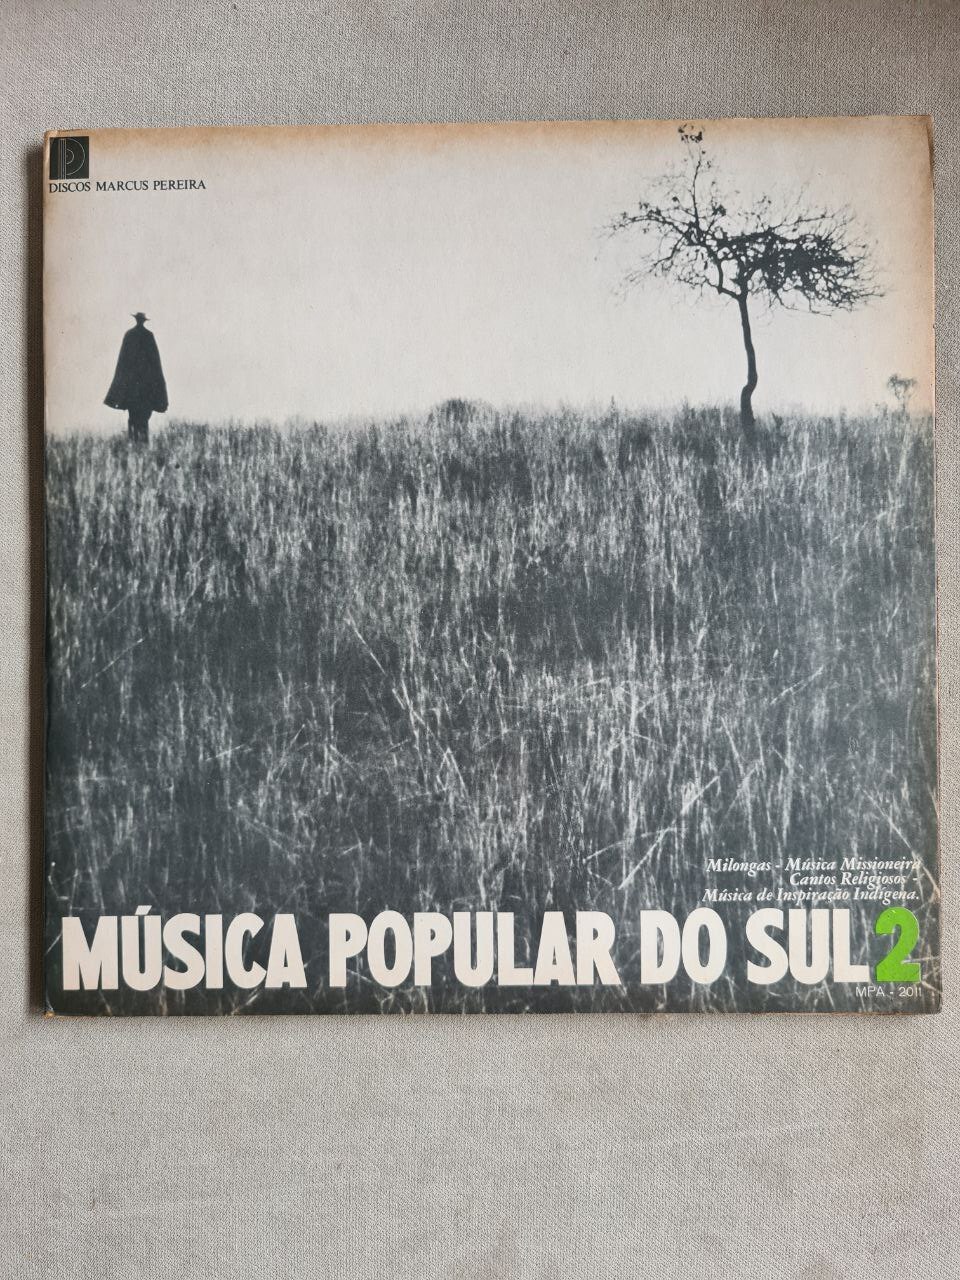 DISCOS MARCUS PEREIRA
Milongas - Música Missioneira
Cantos Religiosos -
Música de Inspiração Indígena.
MÚSICA POPULAR DO SUL 2
MPA - 2011